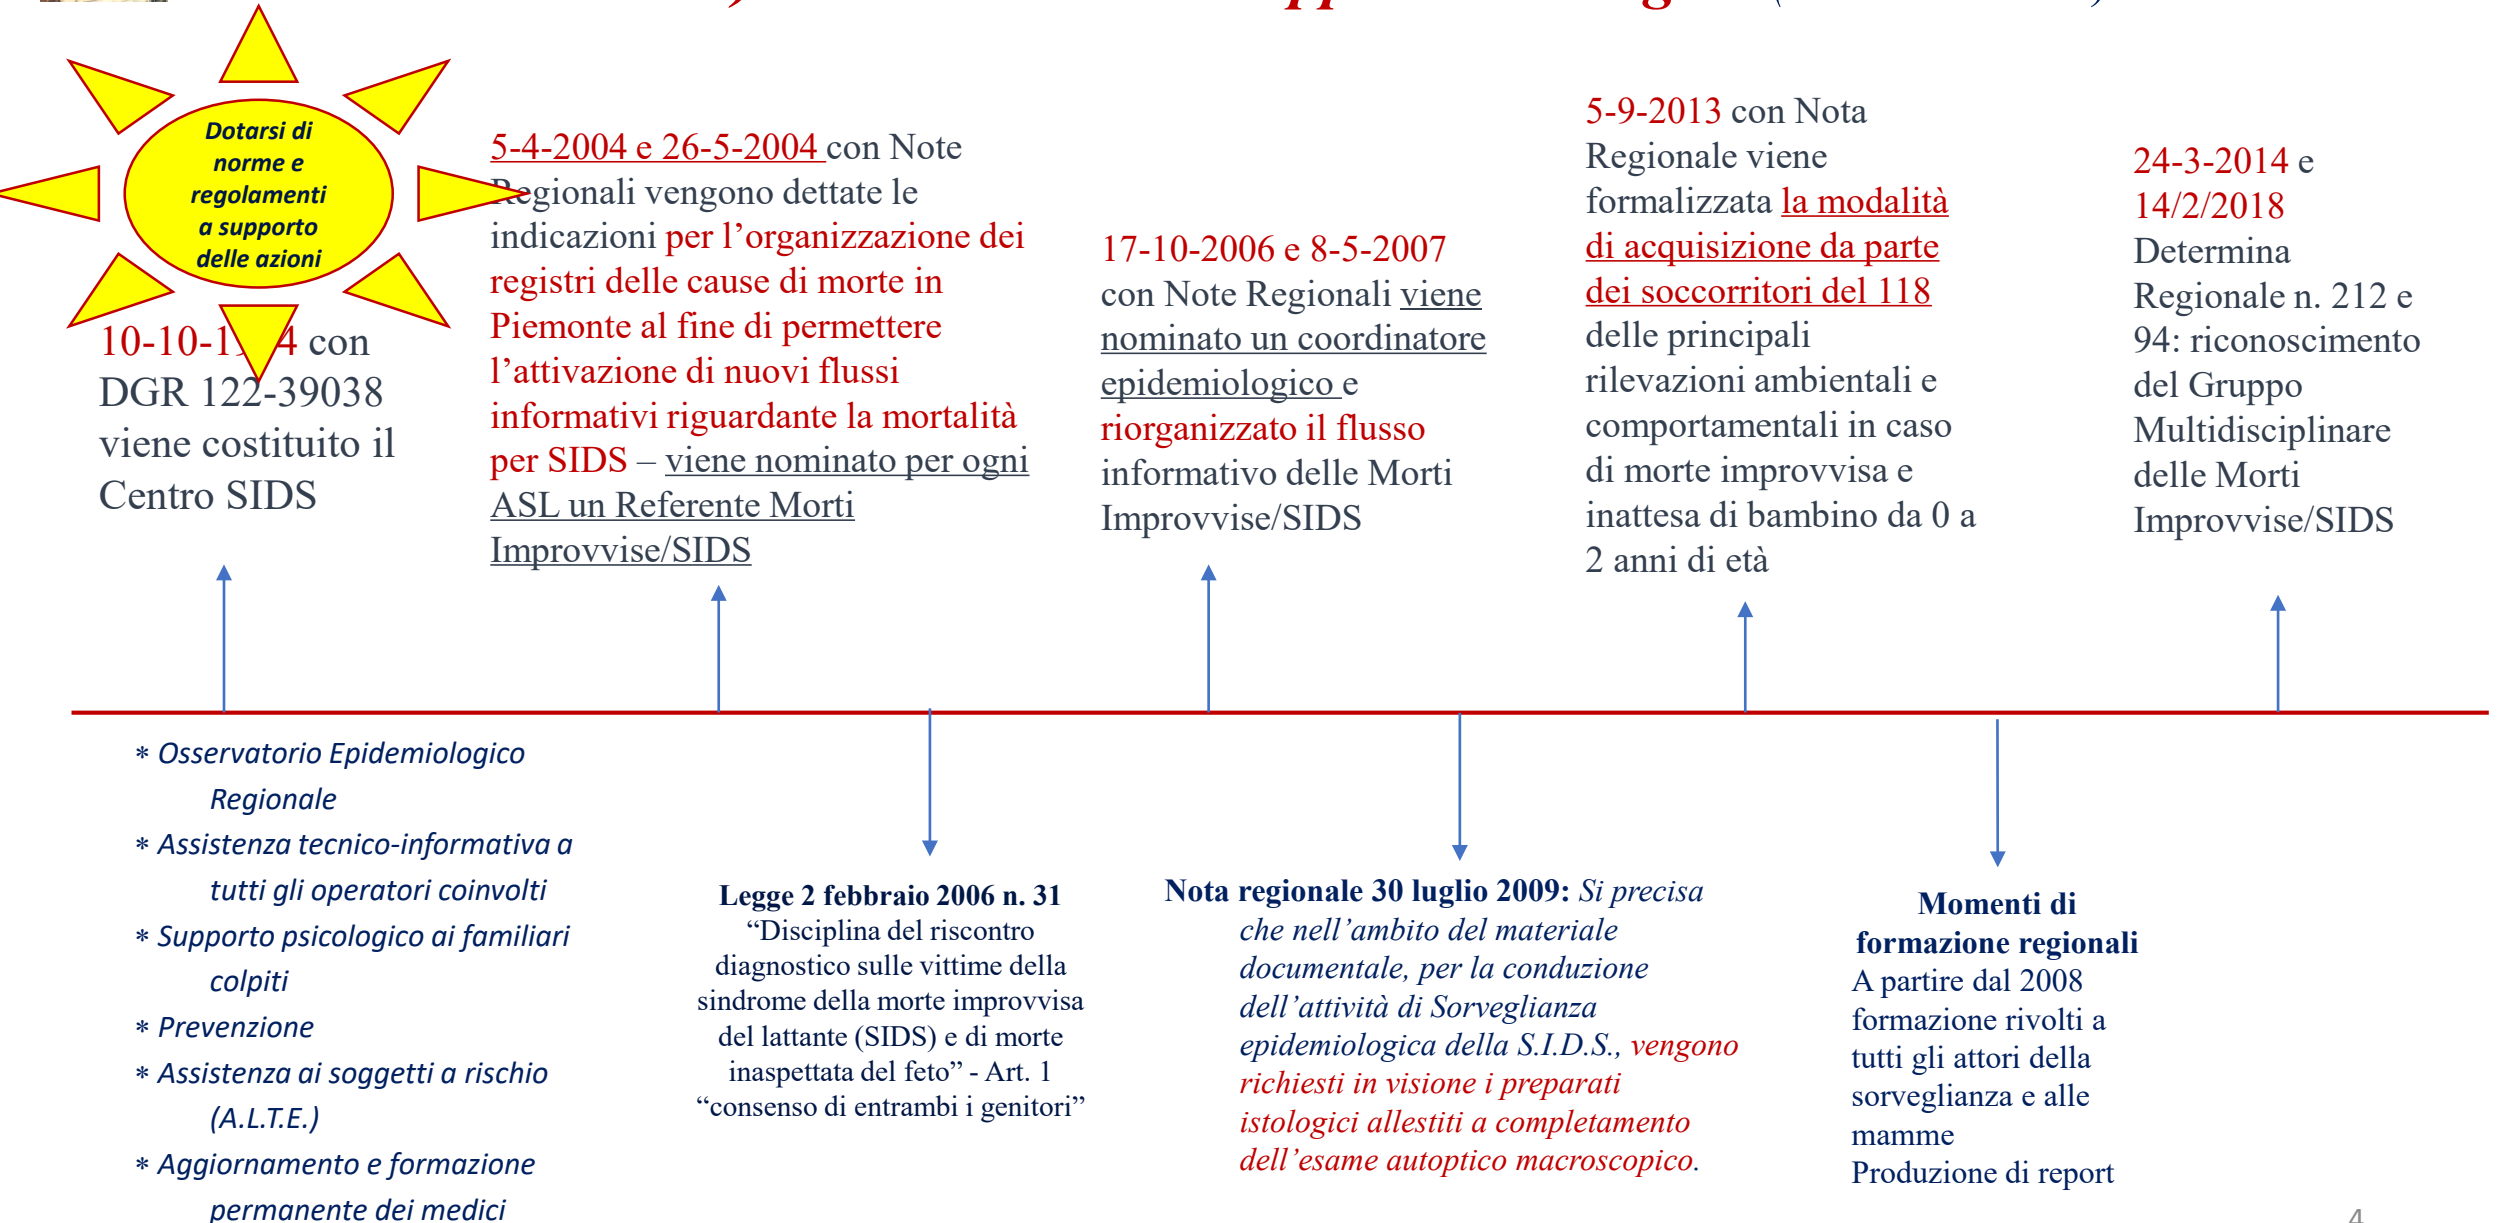 Dotarsi di
norme e
regolamenti
a supporto
delle azioni
10-10-1 4 con
DGR 122-39038
viene costituito il
Centro SIDS
5-4-2004 e 26-5-2004 con Note
Regionali vengono dettate le
indicazioni per l’organizzazione dei
registri delle cause di morte in
Piemonte al fine di permettere
l’attivazione di nuovi flussi
informativi riguardante la mortalità
per SIDS – viene nominato per ogni
ASL un Referente Morti
Improvvise/SIDS
17-10-2006 e 8-5-2007
con Note Regionali viene
nominato un coordinatore
epidemiologico e
riorganizzato il flusso
informativo delle Morti
Improvvise/SIDS
5-9-2013 con Nota
Regionale viene
formalizzata la modalità
di acquisizione da parte
dei soccorritori del 118
delle principali
rilevazioni ambientali e
comportamentali in caso
di morte improvvisa e
inattesa di bambino da 0 a
2 anni di età
24-3-2014 e
14/2/2018
Determina
Regionale n. 212 e
94: riconoscimento
del Gruppo
Multidisciplinare
delle Morti
Improvvise/SIDS
* Osservatorio Epidemiologico
Regionale
* Assistenza tecnico-informativa a
tutti gli operatori coinvolti
* Supporto psicologico ai familiari
colpiti
* Prevenzione
* Assistenza ai soggetti a rischio
(A.L.T.E.)
* Aggiornamento e formazione
permanente dei medici
Legge 2 febbraio 2006 n. 31
“Disciplina del riscontro
diagnostico sulle vittime della
sindrome della morte improvvisa
del lattante (SIDS) e di morte
inaspettata del feto” - Art. 1
“consenso di entrambi i genitori”
Nota regionale 30 luglio 2009: Si precisa
che nell’ambito del materiale
documentale, per la conduzione
dell’attività di Sorveglianza
epidemiologica della S.I.D.S., vengono
richiesti in visione i preparati
istologici allestiti a completamento
dell’esame autoptico macroscopico.
Momenti di
formazione regionali
A partire dal 2008
formazione rivolti a
tutti gli attori della
sorveglianza e alle
mamme
Produzione di report
4